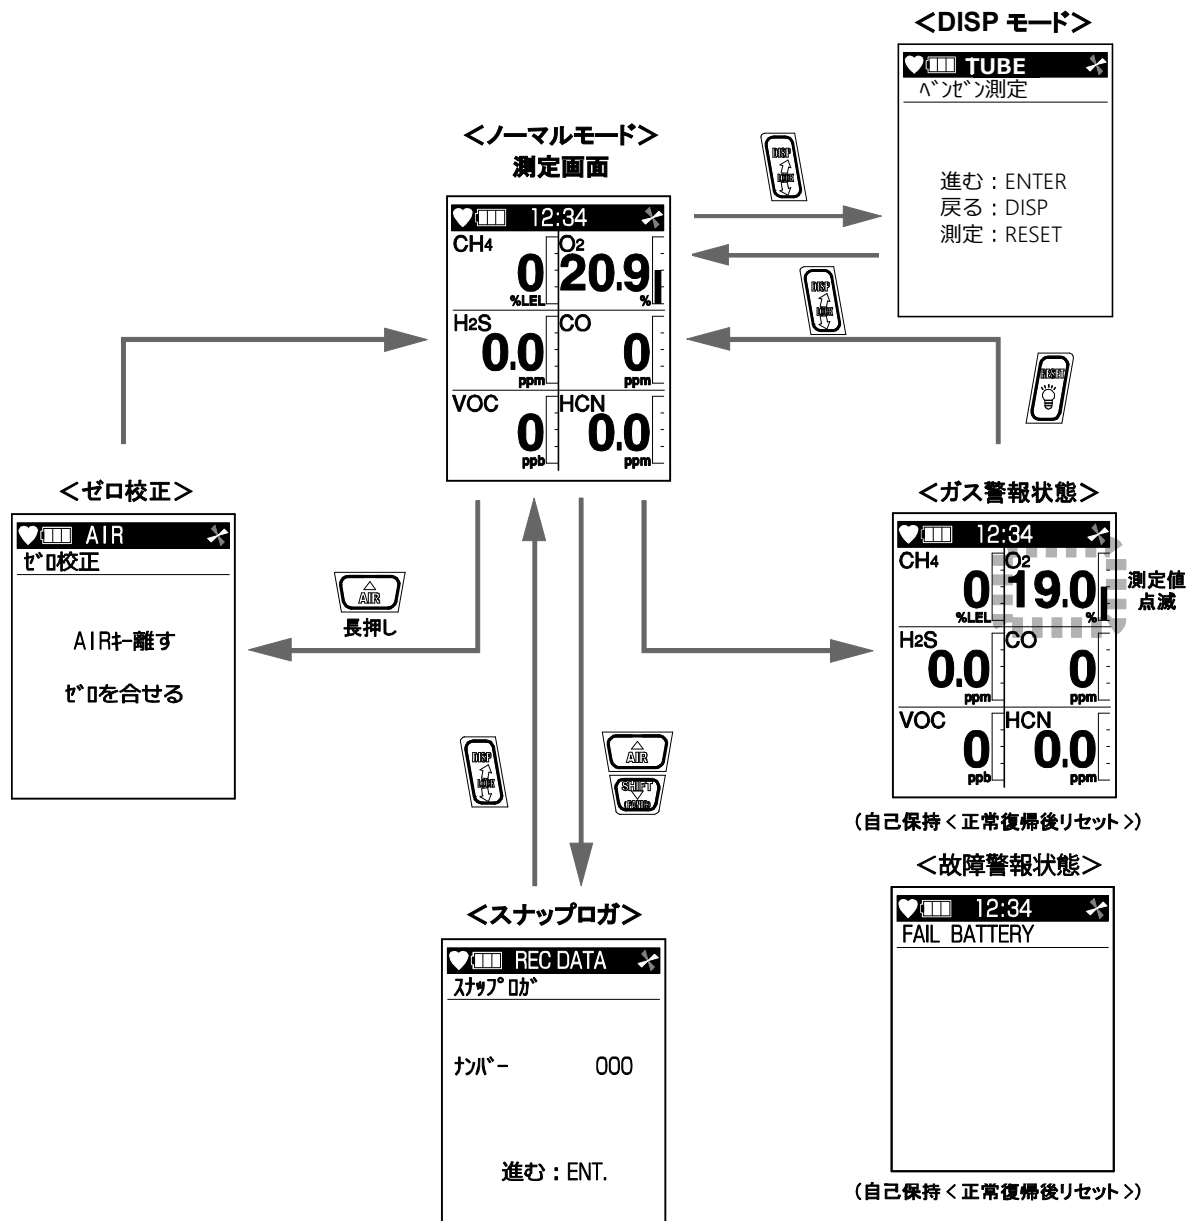 <DISP モード>
TUBE
ベンゼン測定
進む：ENTER
戻る：DISP
測定：RESET
<ノーマルモード>
測定画面
12:34
CH4
0
%LEL
O2
20.9
%
H2S
0.0
ppm
CO
0
ppm
VOC
0
ppb
HCN
0.0
ppm
DISP
DISP
RESET
<ゼロ校正>
AIR
ゼロ校正
AIRキー離す
ゼロを合せる
AIR
長押し
<ガス警報状態>
12:34
CH4
0
%LEL
O2
19.0
%
測定値
点滅
H2S
0.0
ppm
CO
0
ppm
VOC
0
ppb
HCN
0.0
ppm
(自己保持<正常復帰後リセット>)
DISP
AIR
SHIFT
<スナップロガ>
REC DATA
スナップロガ
ナンバー 000
進む：ENT.
<故障警報状態>
12:34
FAIL BATTERY
(自己保持<正常復帰後リセット>)